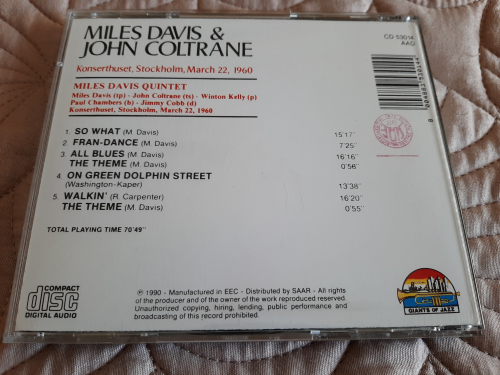 MILES DAVIS &
JOHN COLTRANE
CD 53014
AAD
Konserthuset, Stockholm, March 22, 1960
MILES DAVIS QUINTET
Miles Davis (tp) - John Coltrane (ts) - Winton Kelly (p)
Paul Chambers (b) - Jimmy Cobb (d)
Konserthuset, Stockholm, March 22, 1960
1. SO WHAT (M. Davis) 15'17''
2. FRAN-DANCE (M. Davis) 7'25''
3. ALL BLUES (M. Davis) 16'16''
THE THEME (M. Davis) 0'56''
4. ON GREEN DOLPHIN STREET
(Washington-Kaper) 13'38''
5. WALKIN' (R. Carpenter) 16'20''
THE THEME (M. Davis) 0'55''
TOTAL PLAYING TIME 70'49''
COMPACT
disc
DIGITAL AUDIO
℗ 1990 - Manufactured in EEC - Distributed by SAAR - All rights
of the producer and of the owner of the work reproduced reserved.
Unauthorized copying, hiring, lending, public performance and
broadcasting of this record prohibited.
GIANTS OF JAZZ